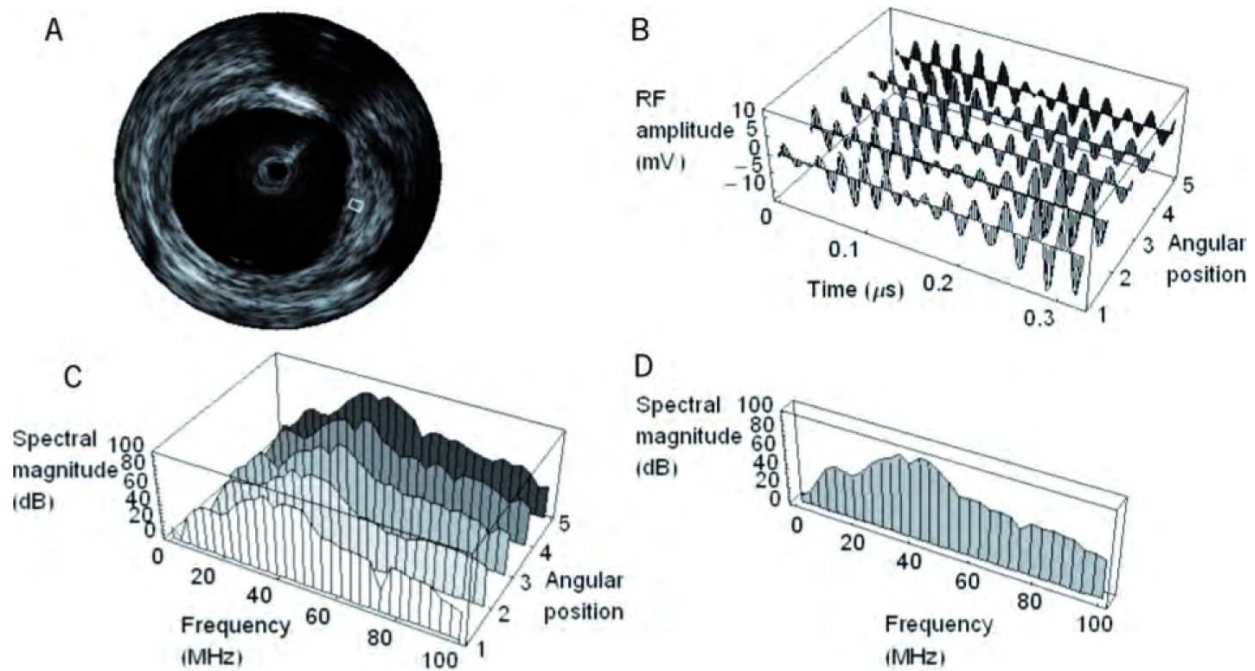 A
B
RF
amplitude
(mV)
10
5
0
−5
−10
0
0.1
0.2
0.3
Time (μs)
1
2
3
4
5
Angular
position
C
Spectral
magnitude
(dB)
100
80
60
40
20
0
0
20
40
60
80
100
Frequency
(MHz)
1
2
3
4
5
Angular
position
D
Spectral
magnitude
(dB)
100
80
60
40
20
0
0
20
40
60
80
100
Frequency
(MHz)